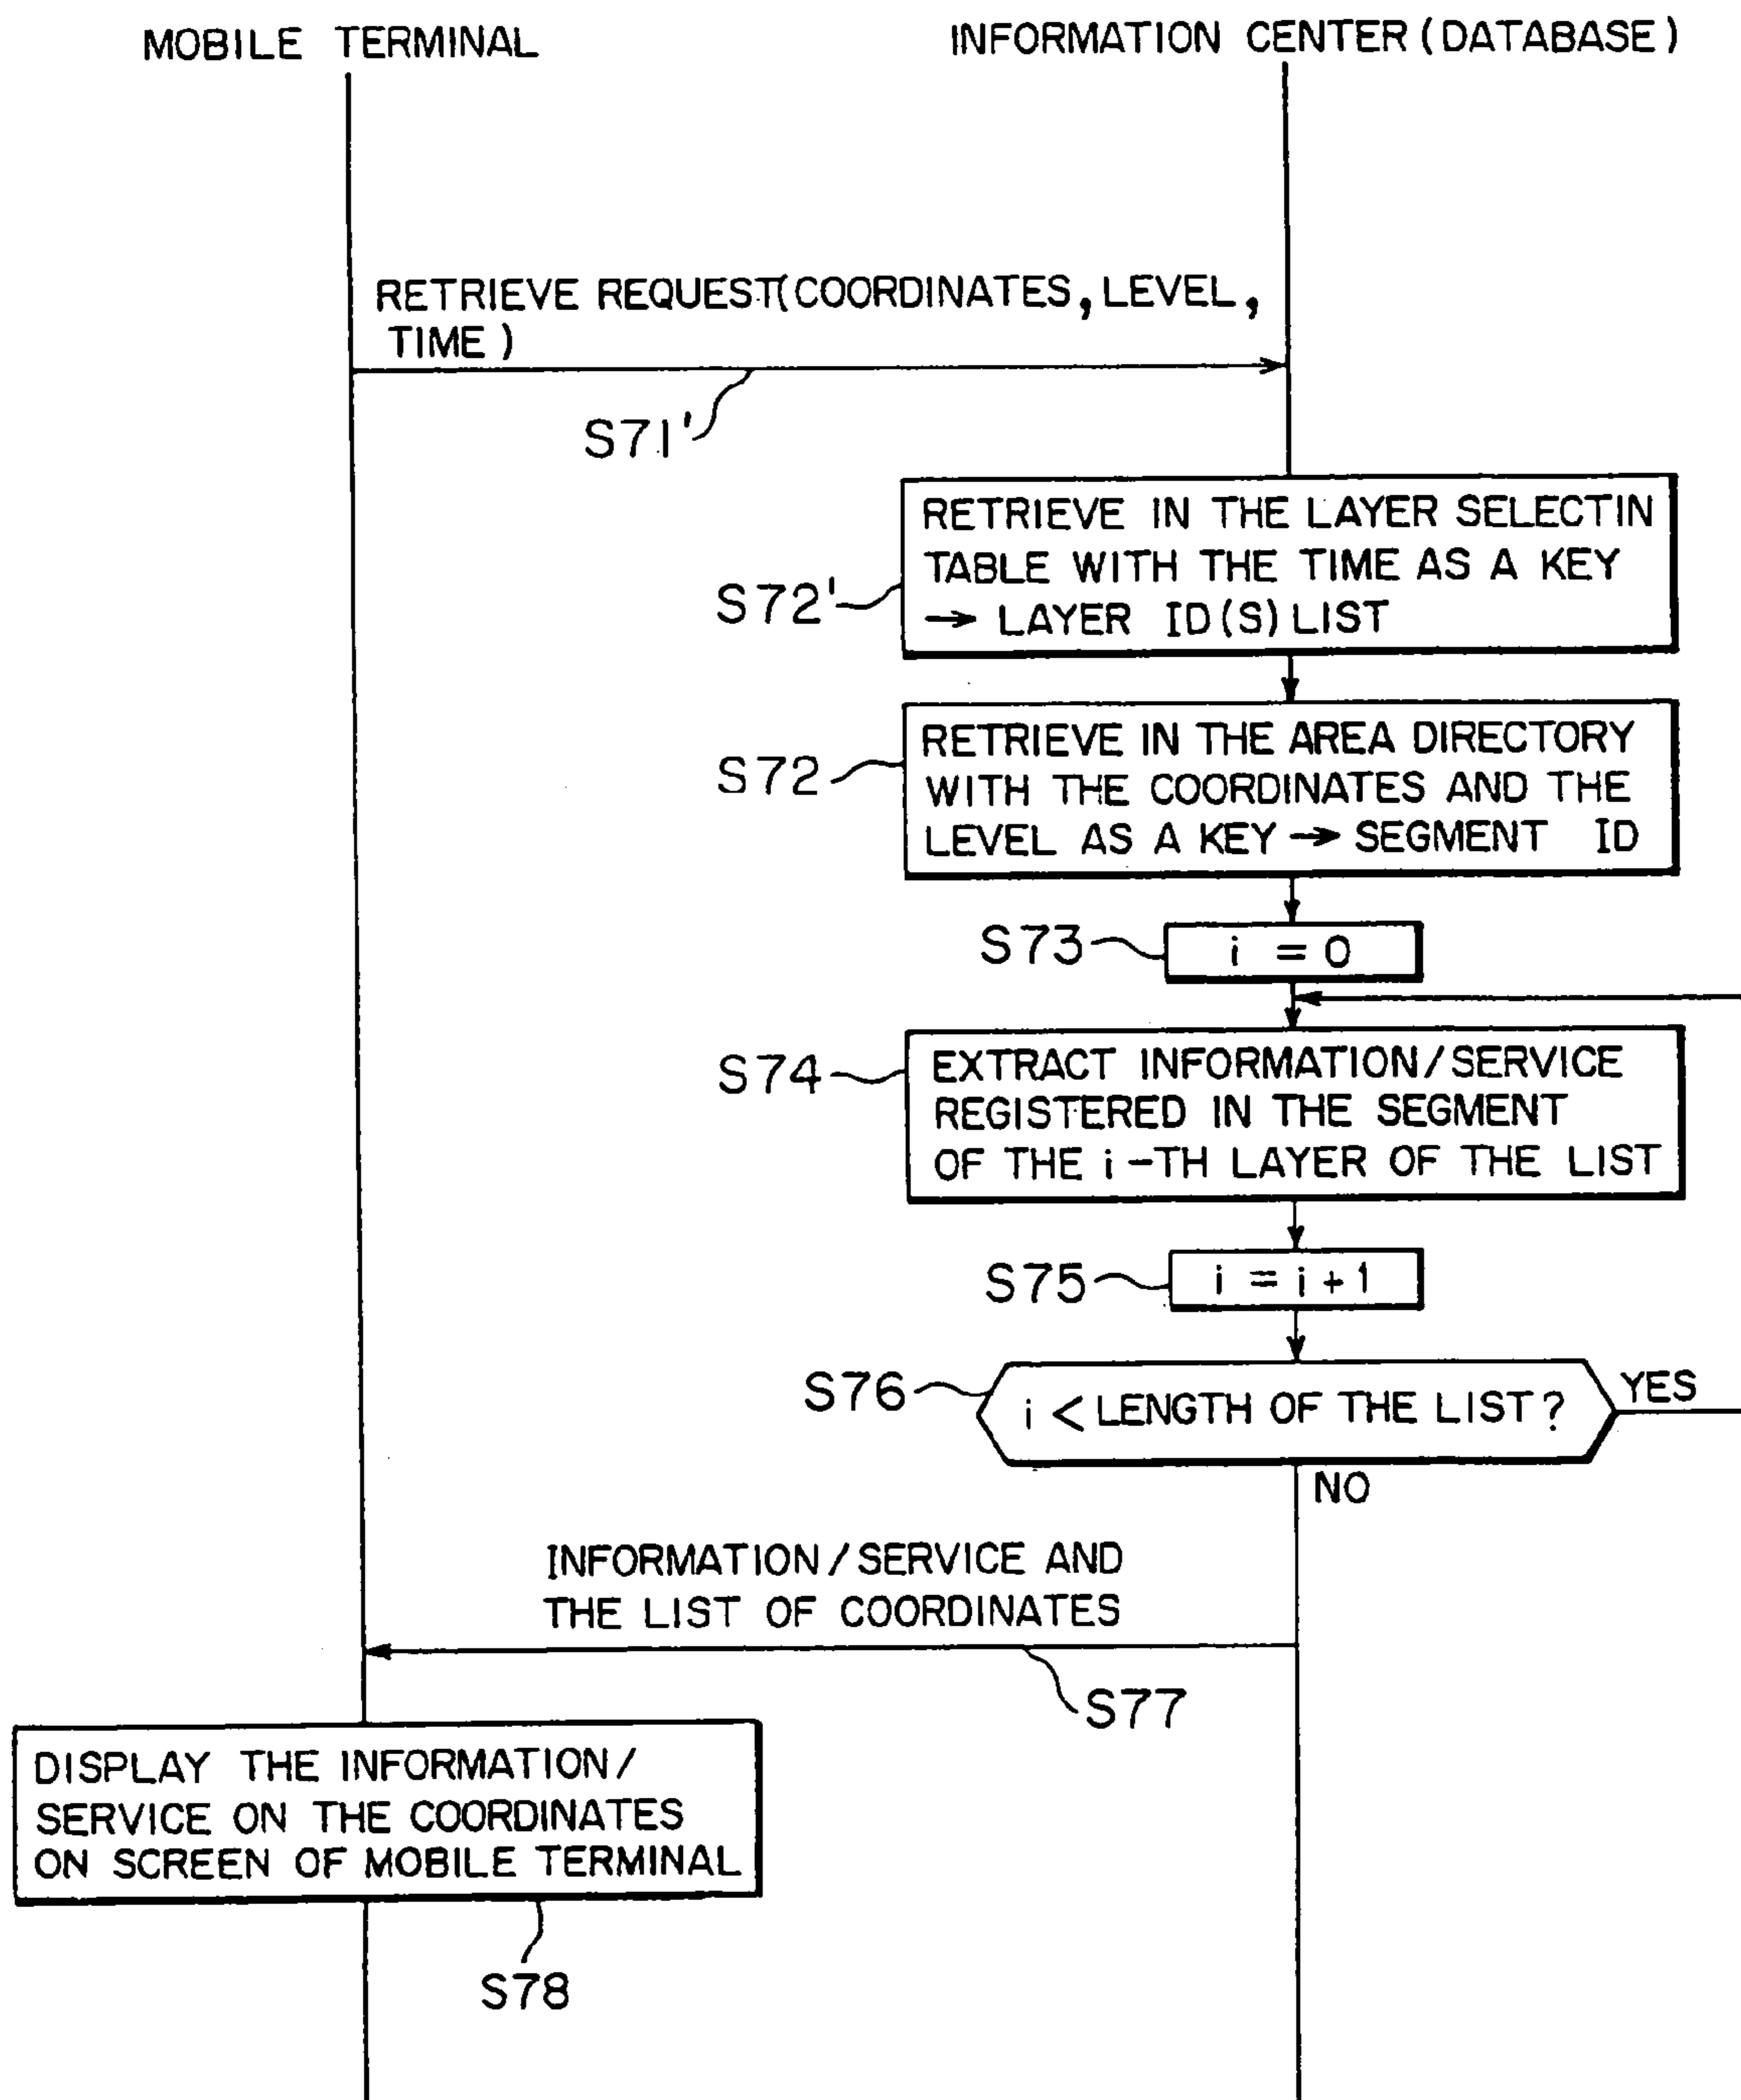 MOBILE TERMINAL
INFORMATION CENTER (DATABASE)
RETRIEVE REQUEST(COORDINATES, LEVEL,
TIME)
S71'
RETRIEVE IN THE LAYER SELECTIN
TABLE WITH THE TIME AS A KEY
→ LAYER ID(S) LIST
S72'
RETRIEVE IN THE AREA DIRECTORY
WITH THE COORDINATES AND THE
LEVEL AS A KEY → SEGMENT ID
S72
S73
i = 0
S74
EXTRACT INFORMATION/SERVICE
REGISTERED IN THE SEGMENT
OF THE i-TH LAYER OF THE LIST
S75
i = i+1
S76
i < LENGTH OF THE LIST?
YES
NO
INFORMATION/SERVICE AND
THE LIST OF COORDINATES
S77
DISPLAY THE INFORMATION/
SERVICE ON THE COORDINATES
ON SCREEN OF MOBILE TERMINAL
S78